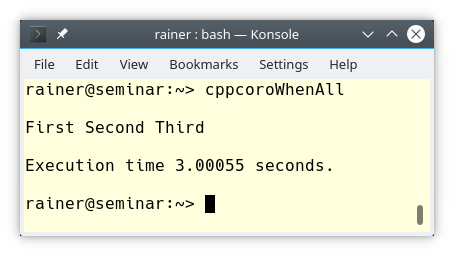 rainer : bash — Konsole
File Edit View Bookmarks Settings Help
rainer@seminar:~> cppcoroWhenAll
First Second Third
Execution time 3.00055 seconds.
rainer@seminar:~>